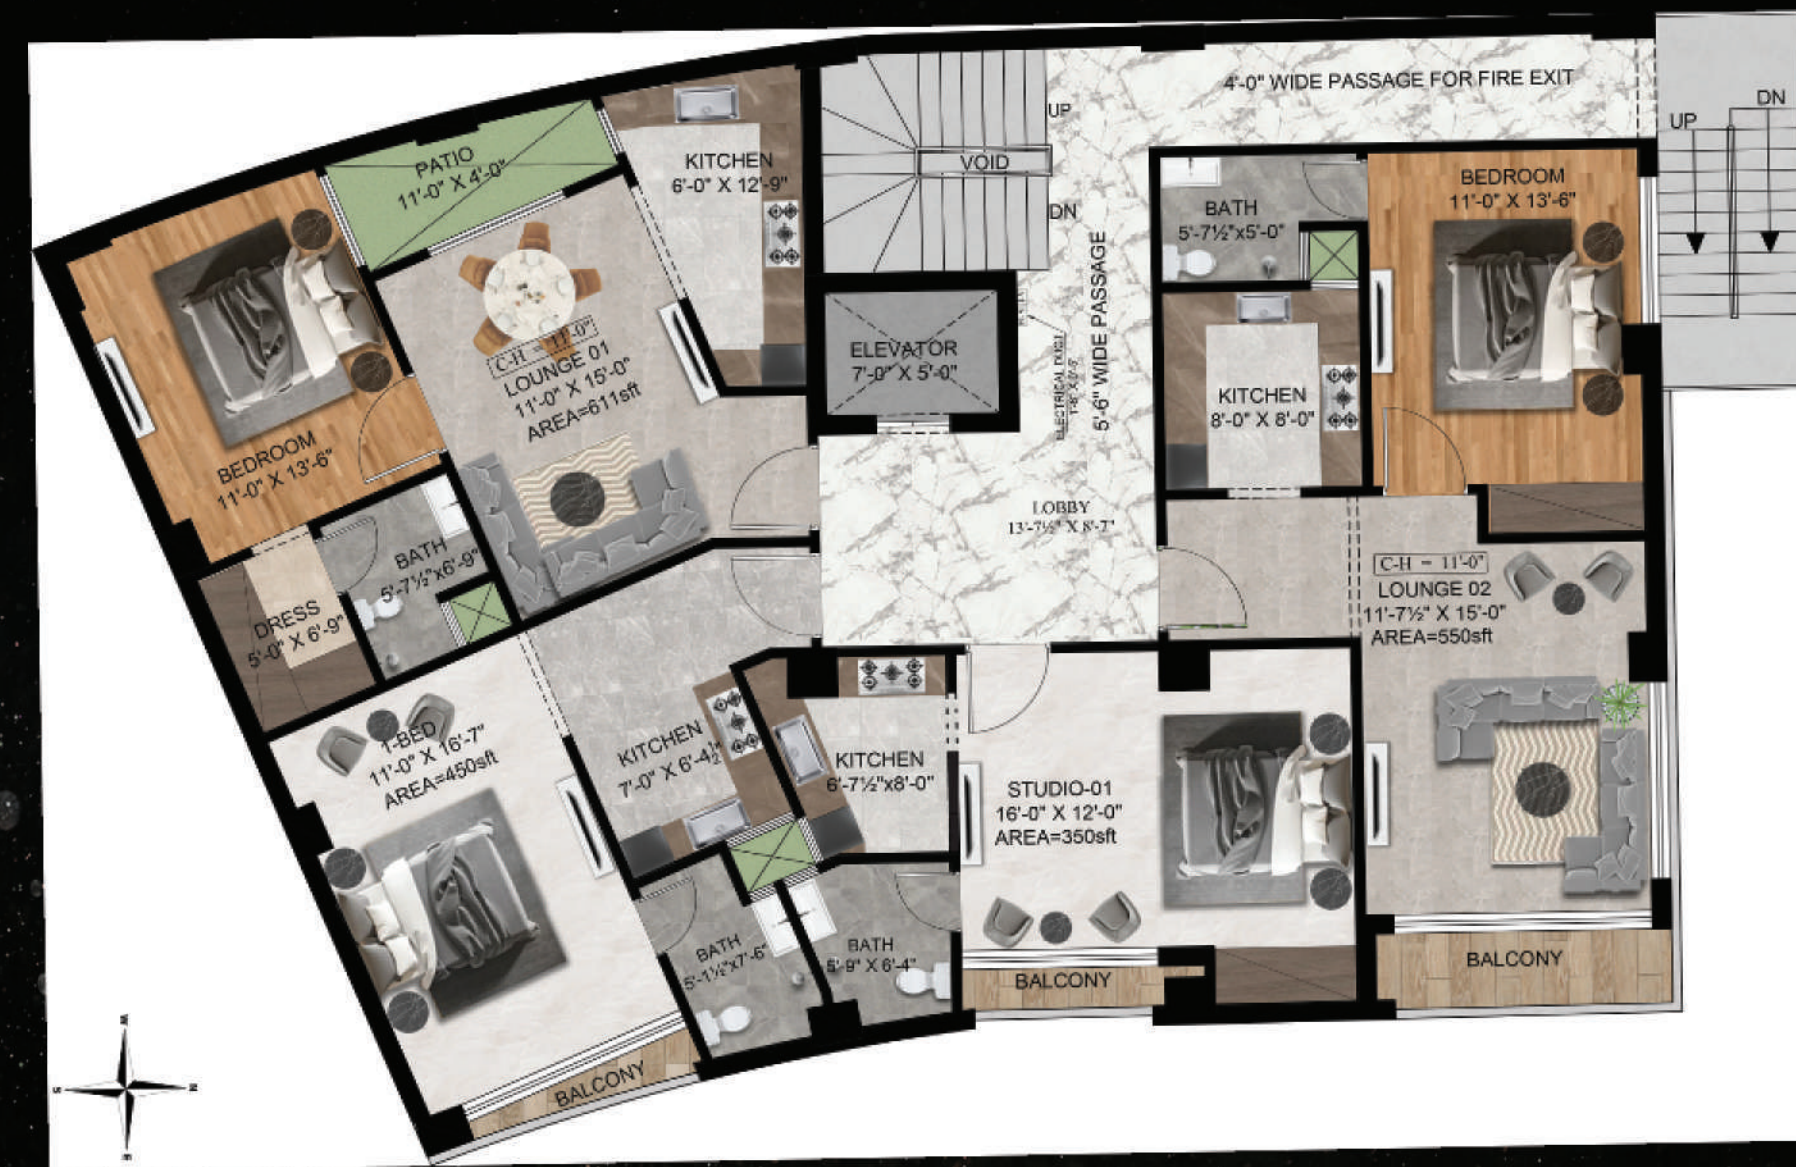 4'-0" WIDE PASSAGE FOR FIRE EXIT
DN
UP
UP
VOID
DN
PATIO
11'-0" X 4'-0"
KITCHEN
6'-0" X 12'-9"
BATH
5'-7½"x5'-0"
BEDROOM
11'-0" X 13'-6"
5'-6" WIDE PASSAGE
ELECTRICAL DUCT
ELEVATOR
7'-0" X 5'-0"
C-H = 11'-0"
LOUNGE 01
11'-0" X 15'-0"
AREA=611sft
KITCHEN
8'-0" X 8'-0"
BEDROOM
11'-0" X 13'-6"
LOBBY
13'-7½" X 8'-7"
BATH
5'-7½"x6'-9"
DRESS
5'-0" X 6'-9"
C-H = 11'-0"
LOUNGE 02
11'-7½" X 15'-0"
AREA=550sft
1-BED
11'-0" X 16'-7"
AREA=450sft
KITCHEN
7'-0" X 6'-4½"
KITCHEN
6'-7½"x8'-0"
STUDIO-01
16'-0" X 12'-0"
AREA=350sft
BATH
5'-1½"x7'-6"
BATH
5'-9" X 6'-4"
BALCONY
BALCONY
BALCONY
W
S
N
E